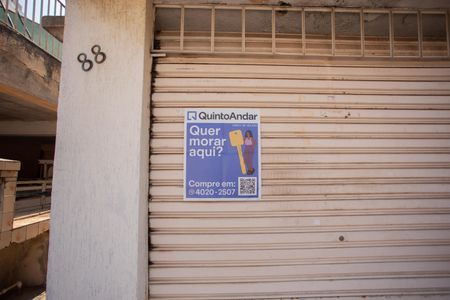 88
QuintoAndar
Quer
morar
aqui?
Compre em:
4020-2507